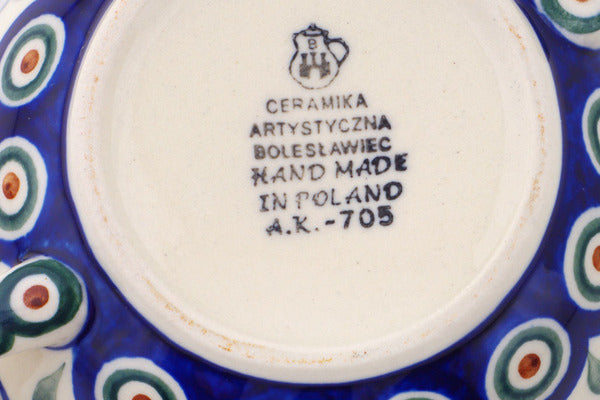 B
CERAMIKA
ARTYSTYCZNA
BOLESŁAWIEC
HAND MADE
IN POLAND
A.K.-705